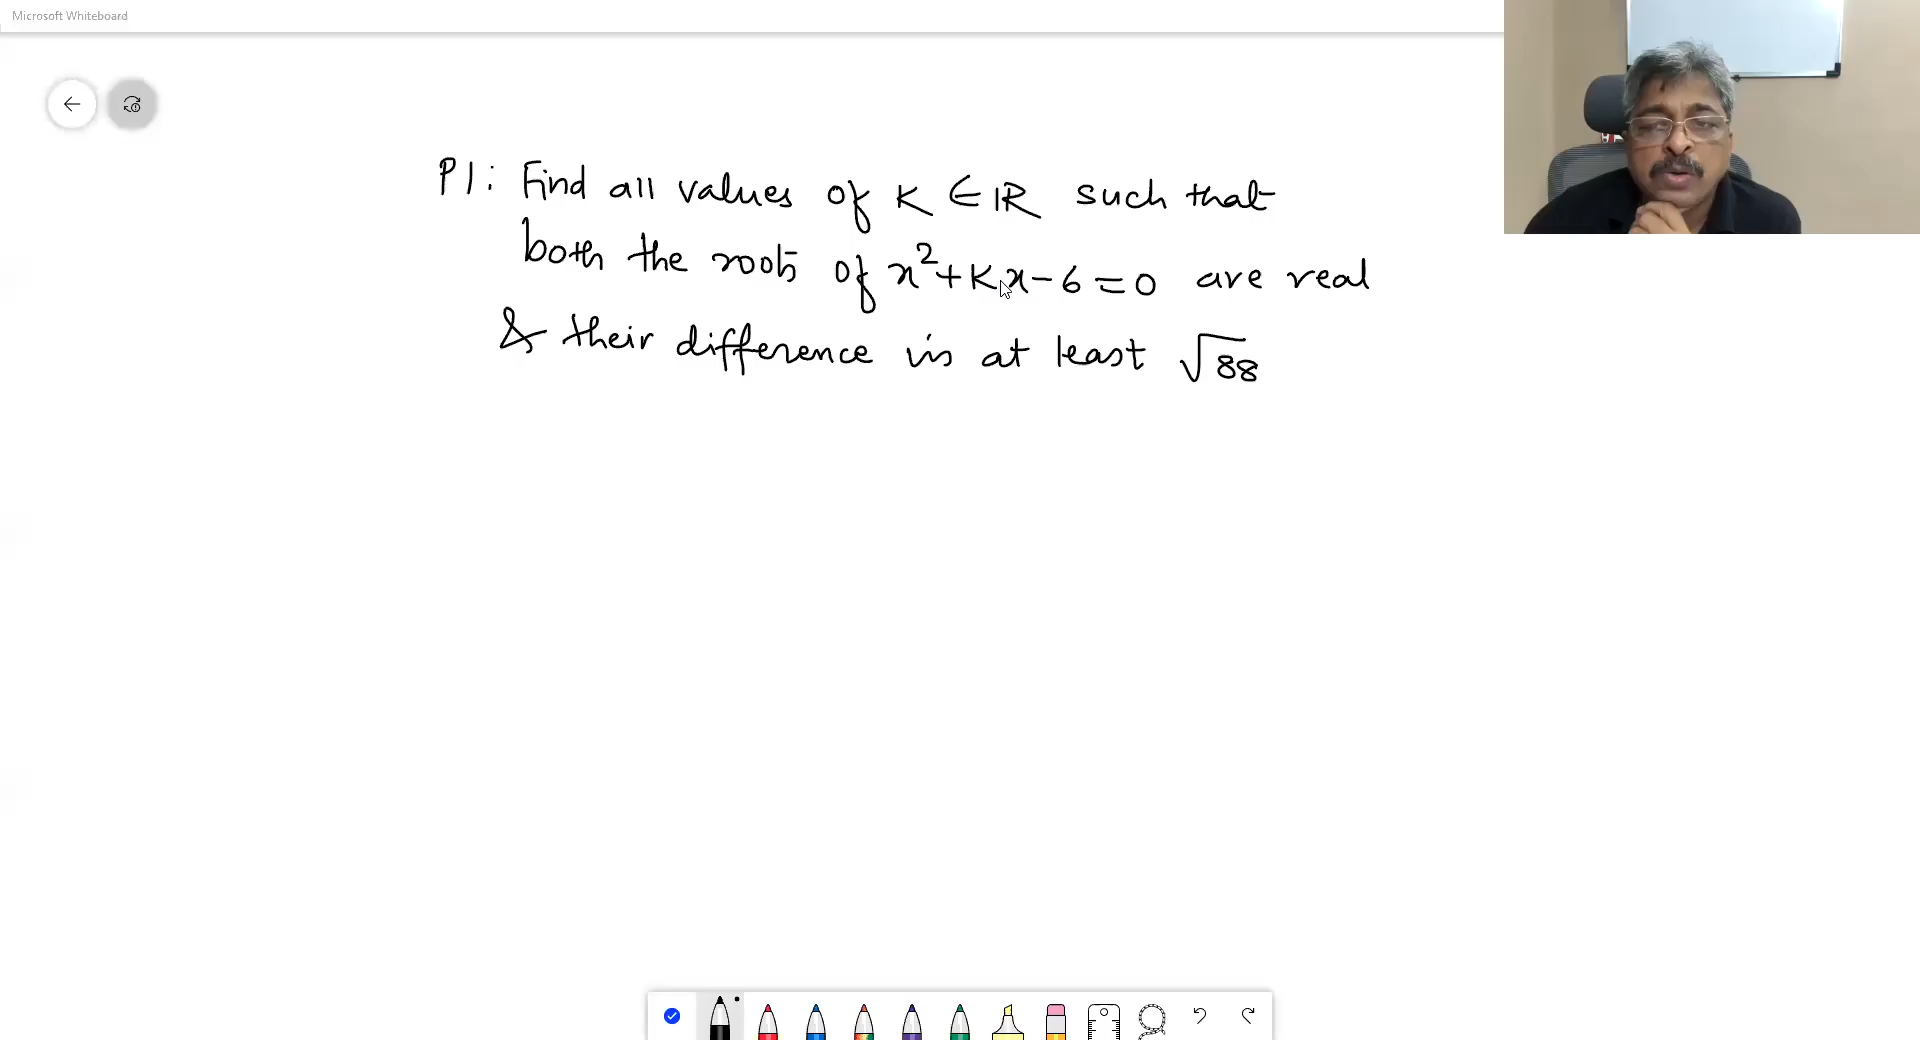 Microsoft Whiteboard
P1: Find all values of K ∈ ℝ such that
both the roots of x² + Kx - 6 = 0 are real
& their difference is at least √88